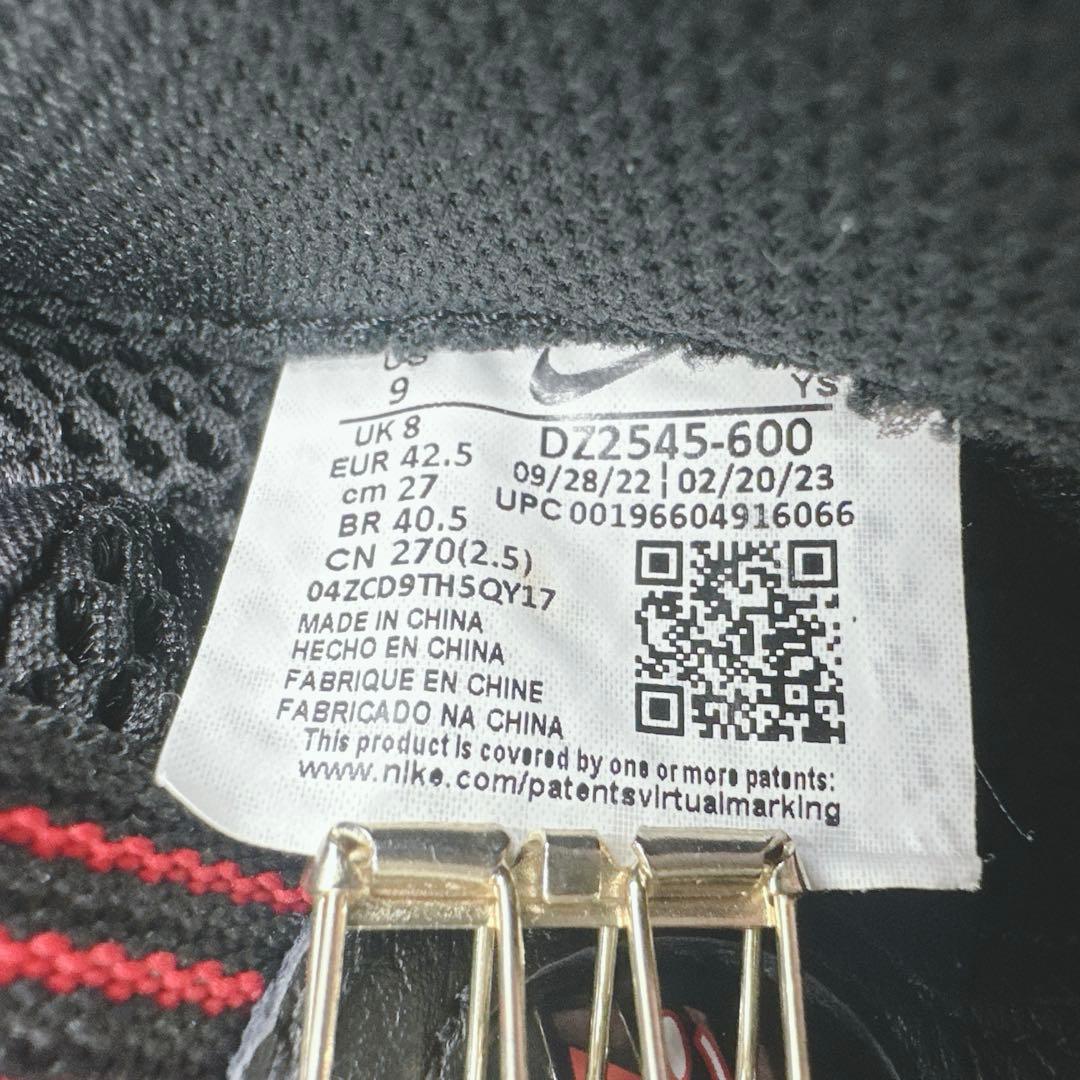 US
9
YS
UK 8
EUR 42.5
cm 27
BR 40.5
CN 270(2.5)
04ZCD9TH5QY17
DZ2545-600
09/28/22 | 02/20/23
UPC 00196604916066
MADE IN CHINA
HECHO EN CHINA
FABRIQUE EN CHINE
FABRICADO NA CHINA
This product is covered by one or more patents:
www.nike.com/patentsvirtualmarking